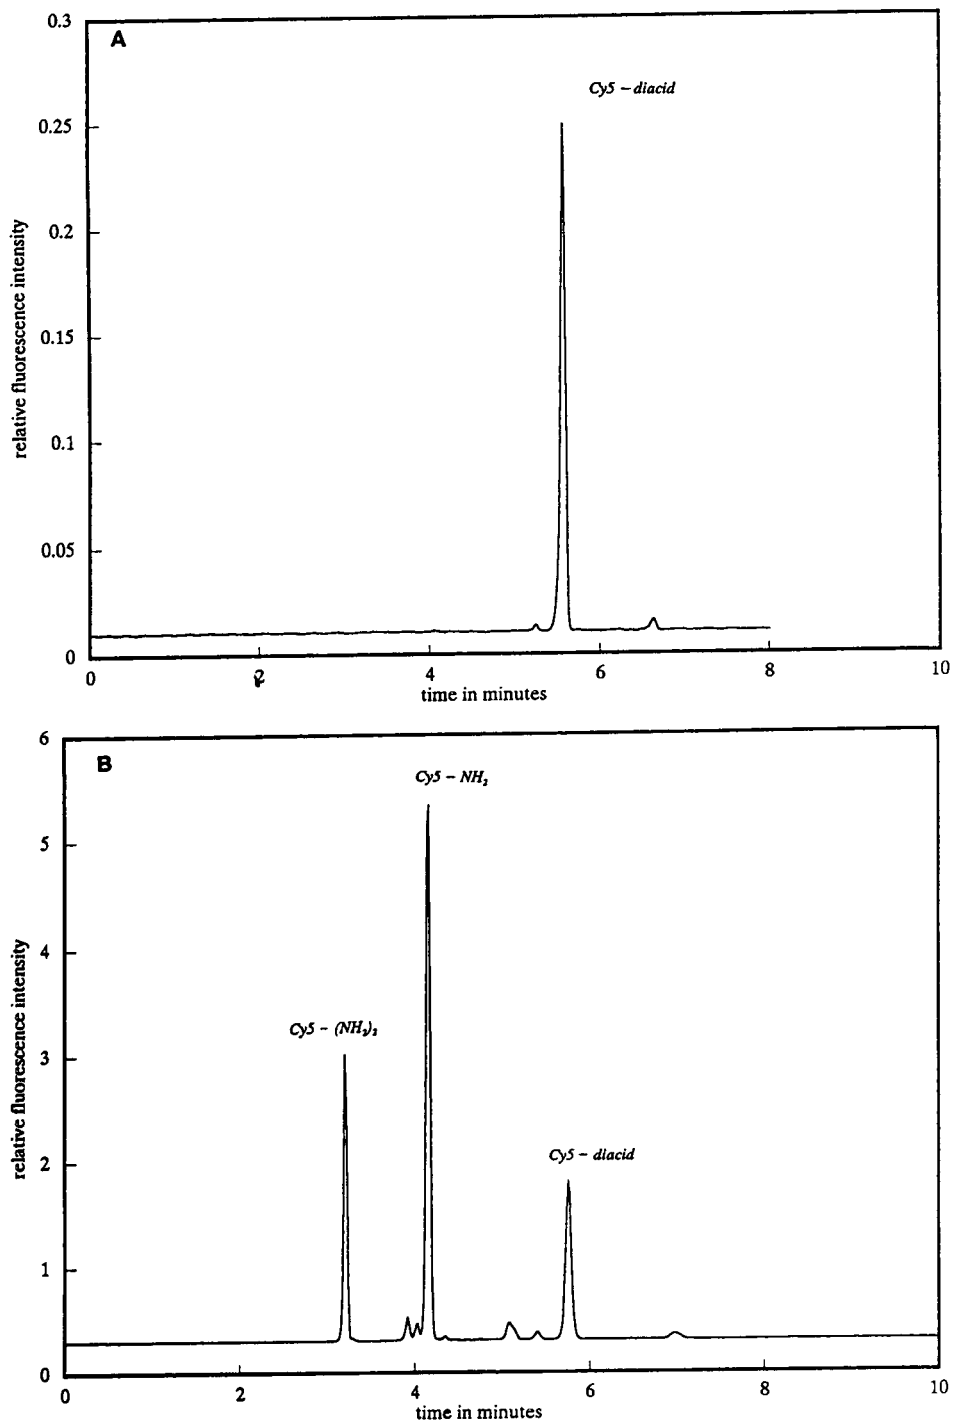 0.3
A
Cy5 – diacid
0.25
0.2
0.15
0.1
0.05
0
relative fluorescence intensity
0 2 4 6 8 10
time in minutes
6
B
Cy5 – NH₂
5
4
Cy5 – (NH₂)₂
3
Cy5 – diacid
2
1
0
relative fluorescence intensity
0 2 4 6 8 10
time in minutes